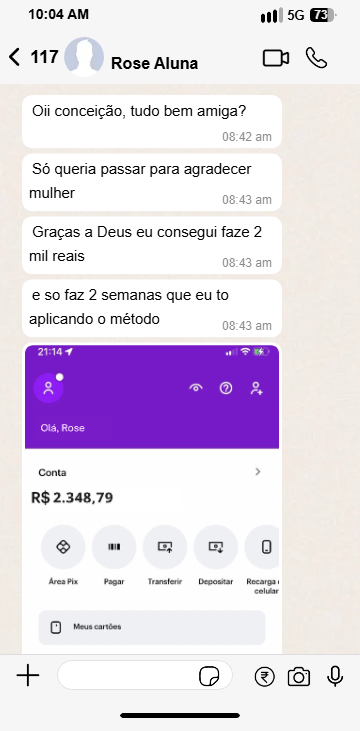 10:04 AM
5G 73
117 Rose Aluna
Oii conceição, tudo bem amiga?
08:42 am
Só queria passar para agradecer
mulher
08:43 am
Graças a Deus eu consegui faze 2
mil reais
08:43 am
e so faz 2 semanas que eu to
aplicando o método
08:43 am
21:14
Olá, Rose
Conta
R$ 2.348,79
Área Pix Pagar Transferir Depositar Recarga
celular
Meus cartões